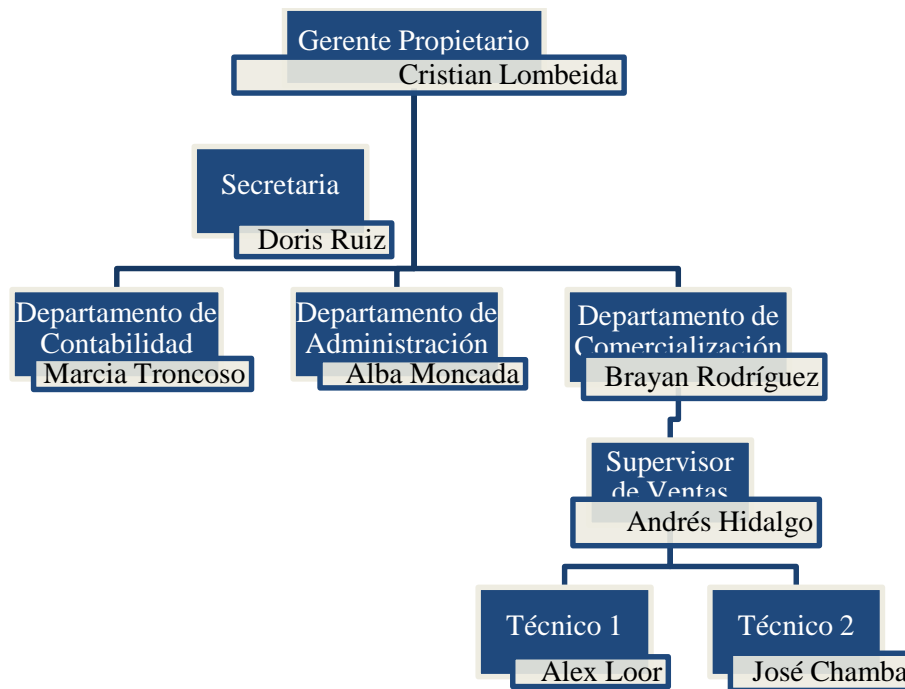 Gerente Propietario
Cristian Lombeida
Secretaria
Doris Ruiz
Departamento de
Contabilidad
Marcia Troncoso
Departamento de
Administración
Alba Moncada
Departamento de
Comercialización
Brayan Rodríguez
Supervisor
de Ventas
Andrés Hidalgo
Técnico 1
Alex Loor
Técnico 2
José Chamba